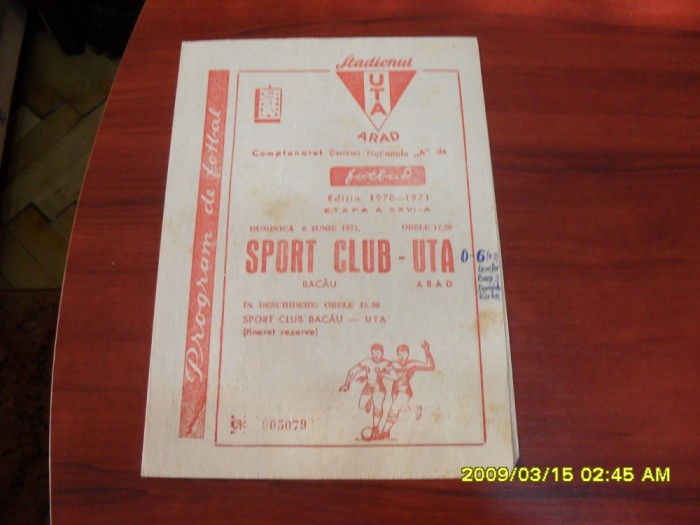 Program de fotbal
Stadionul
UTA
ARAD
Campionatul Diviziei Naționale „A" de
fotbal
Ediția 1970—1971
ETAPA A XXVI-A
DUMINICĂ 6 IUNIE 1971, ORELE 17,30
SPORT CLUB - UTA
BACĂU ARAD
0-6
ÎN DESCHIDERE: ORELE 15,30
SPORT CLUB BACĂU — UTA
(tineret rezerve)
005079
2009/03/15 02:45 AM